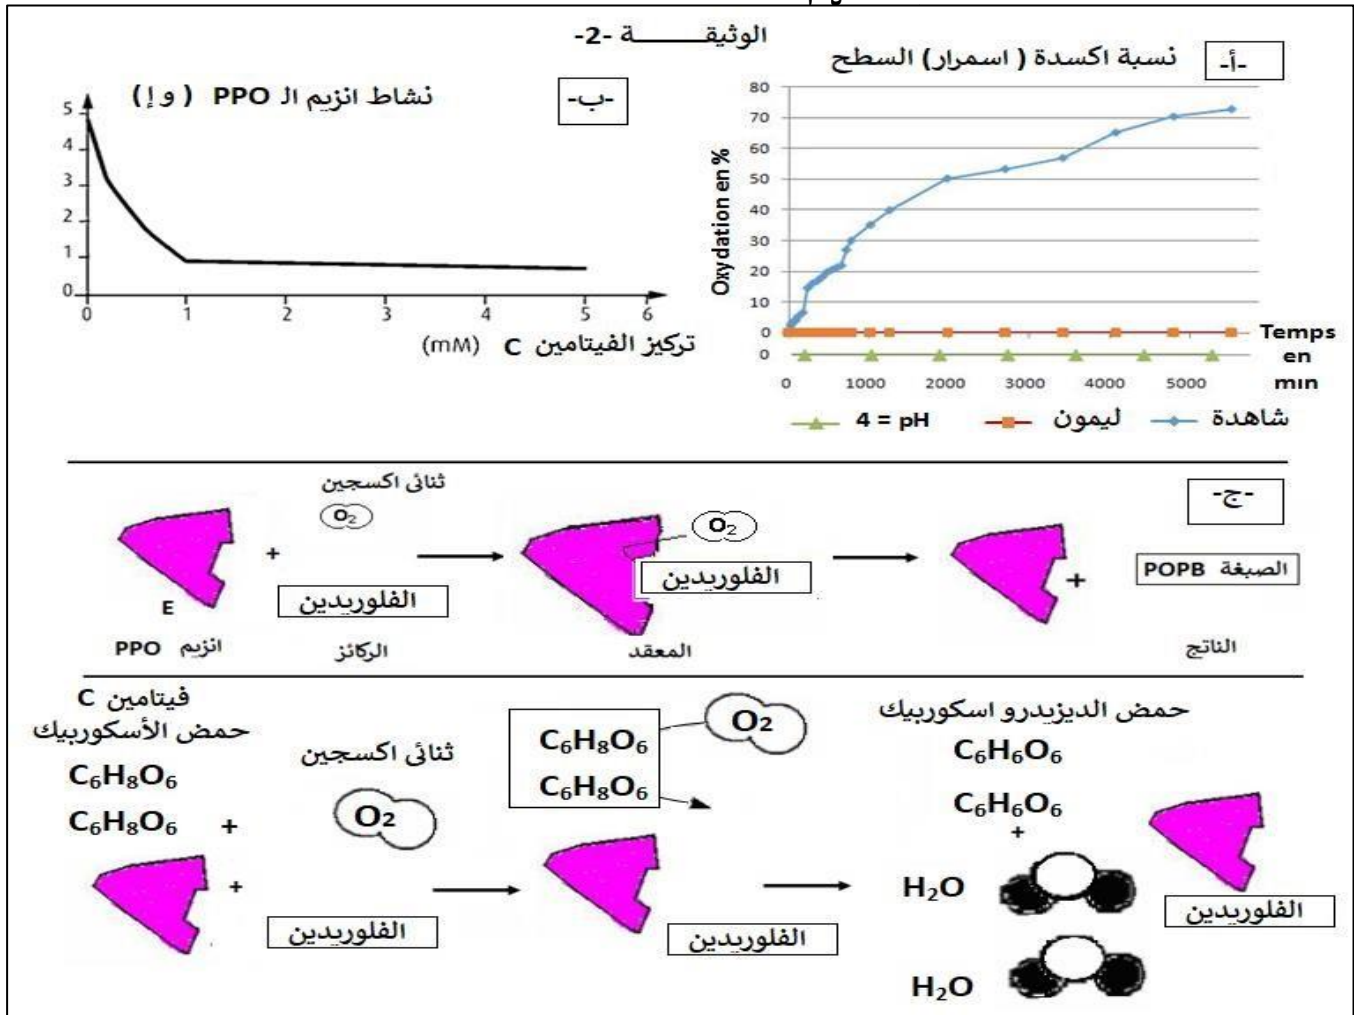 الوثيقـــــــة -2-
-أ-
نسبة اكسدة ( اسمرار) السطح
80
70
60
50
40
30
20
10
0
0
Oxydation en %
0 1000 2000 3000 4000 5000
Temps
en
min
شاهدة
ليمون
4 = pH
-ب-
نشاط انزيم الـ PPO ( و إ)
5
4
3
2
1
0
0 1 2 3 4 5 6
تركيز الفيتامين C (mM)
-ج-
ثنائى اكسجين
O2
+
الفلوريدين
E
انزيم PPO
الركائز
O2
الفلوريدين
المعقد
+
الصبغة POPB
الناتج
فيتامين C
حمض الأسكوربيك
C6H8O6
C6H8O6 +
+
ثنائى اكسجين
O2
الفلوريدين
C6H8O6
C6H8O6
O2
الفلوريدين
حمض الديزيدرو اسكوربيك
C6H6O6
C6H6O6
+
H2O
H2O
الفلوريدين